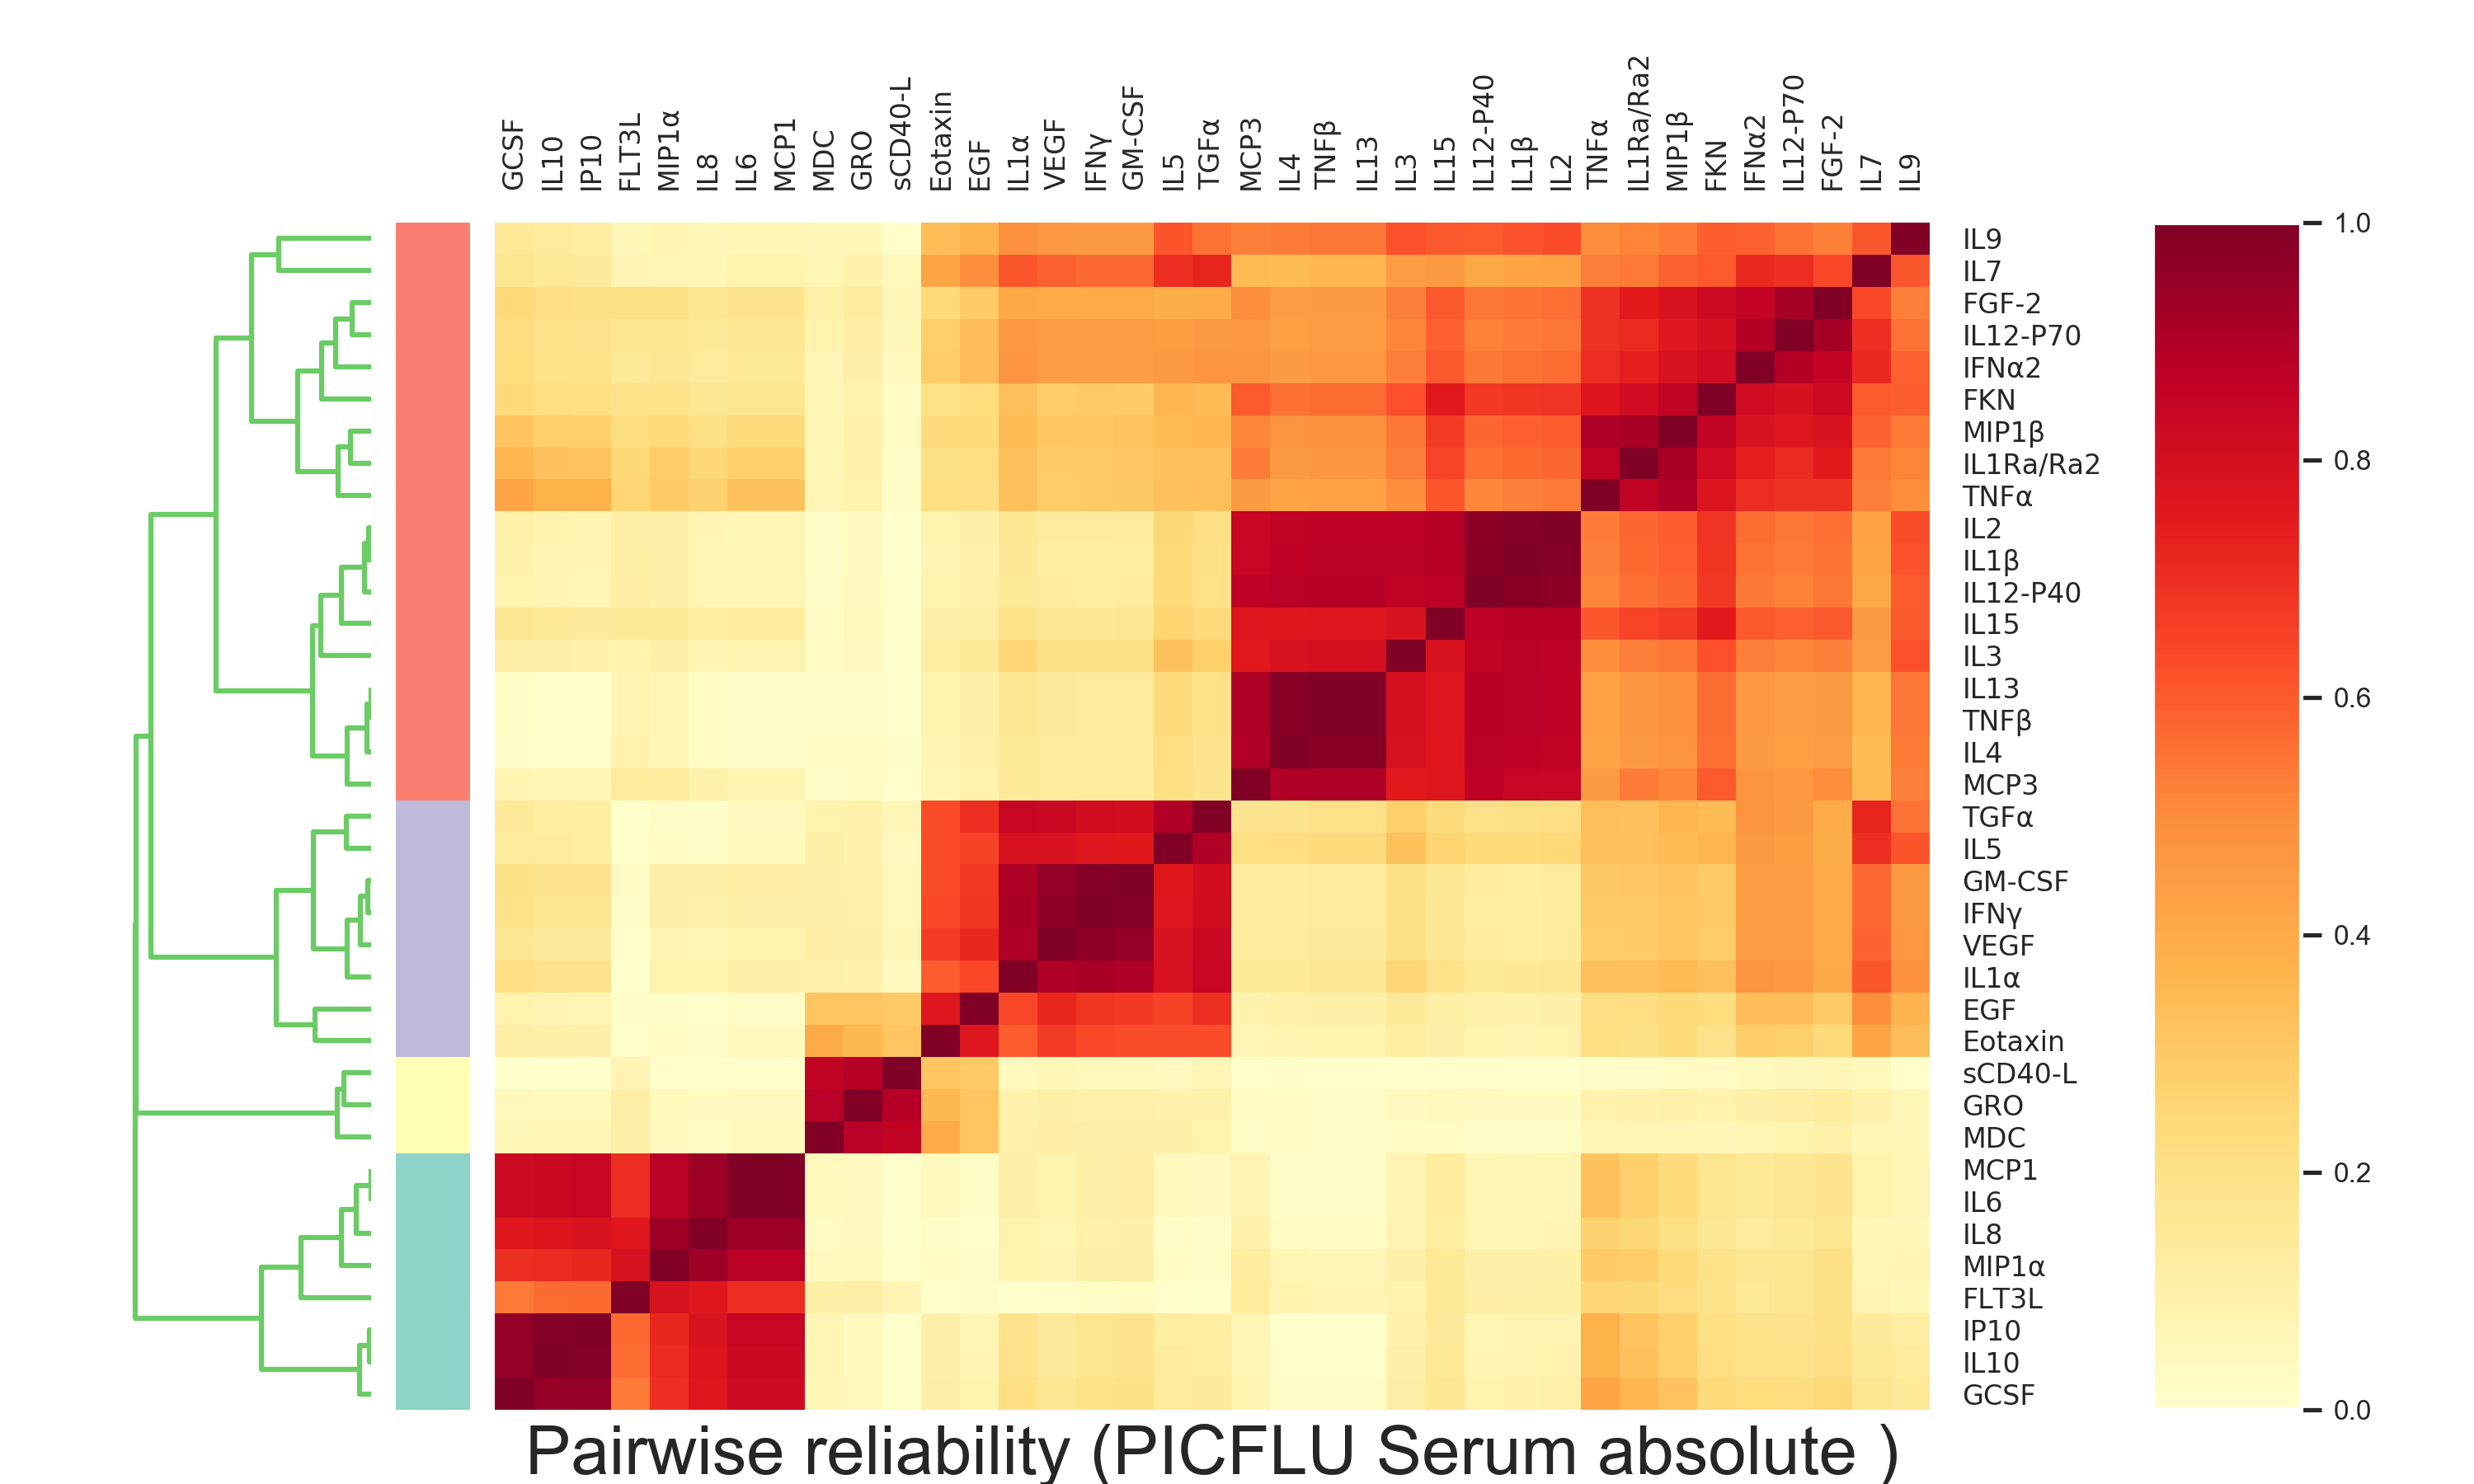 GCSF
IL10
IP10
FLT3L
MIP1α
IL8
IL6
MCP1
MDC
GRO
sCD40-L
Eotaxin
EGF
IL1α
VEGF
IFNγ
GM-CSF
IL5
TGFα
MCP3
IL4
TNFβ
IL13
IL3
IL15
IL12-P40
IL1β
IL2
TNFα
IL1Ra/Ra2
MIP1β
FKN
IFNα2
IL12-P70
FGF-2
IL7
IL9
IL9
IL7
FGF-2
IL12-P70
IFNα2
FKN
MIP1β
IL1Ra/Ra2
TNFα
IL2
IL1β
IL12-P40
IL15
IL3
IL13
TNFβ
IL4
MCP3
TGFα
IL5
GM-CSF
IFNγ
VEGF
IL1α
EGF
Eotaxin
sCD40-L
GRO
MDC
MCP1
IL6
IL8
MIP1α
FLT3L
IP10
IL10
GCSF
1.0
0.8
0.6
0.4
0.2
0.0
Pairwise reliability (PICFLU Serum absolute )